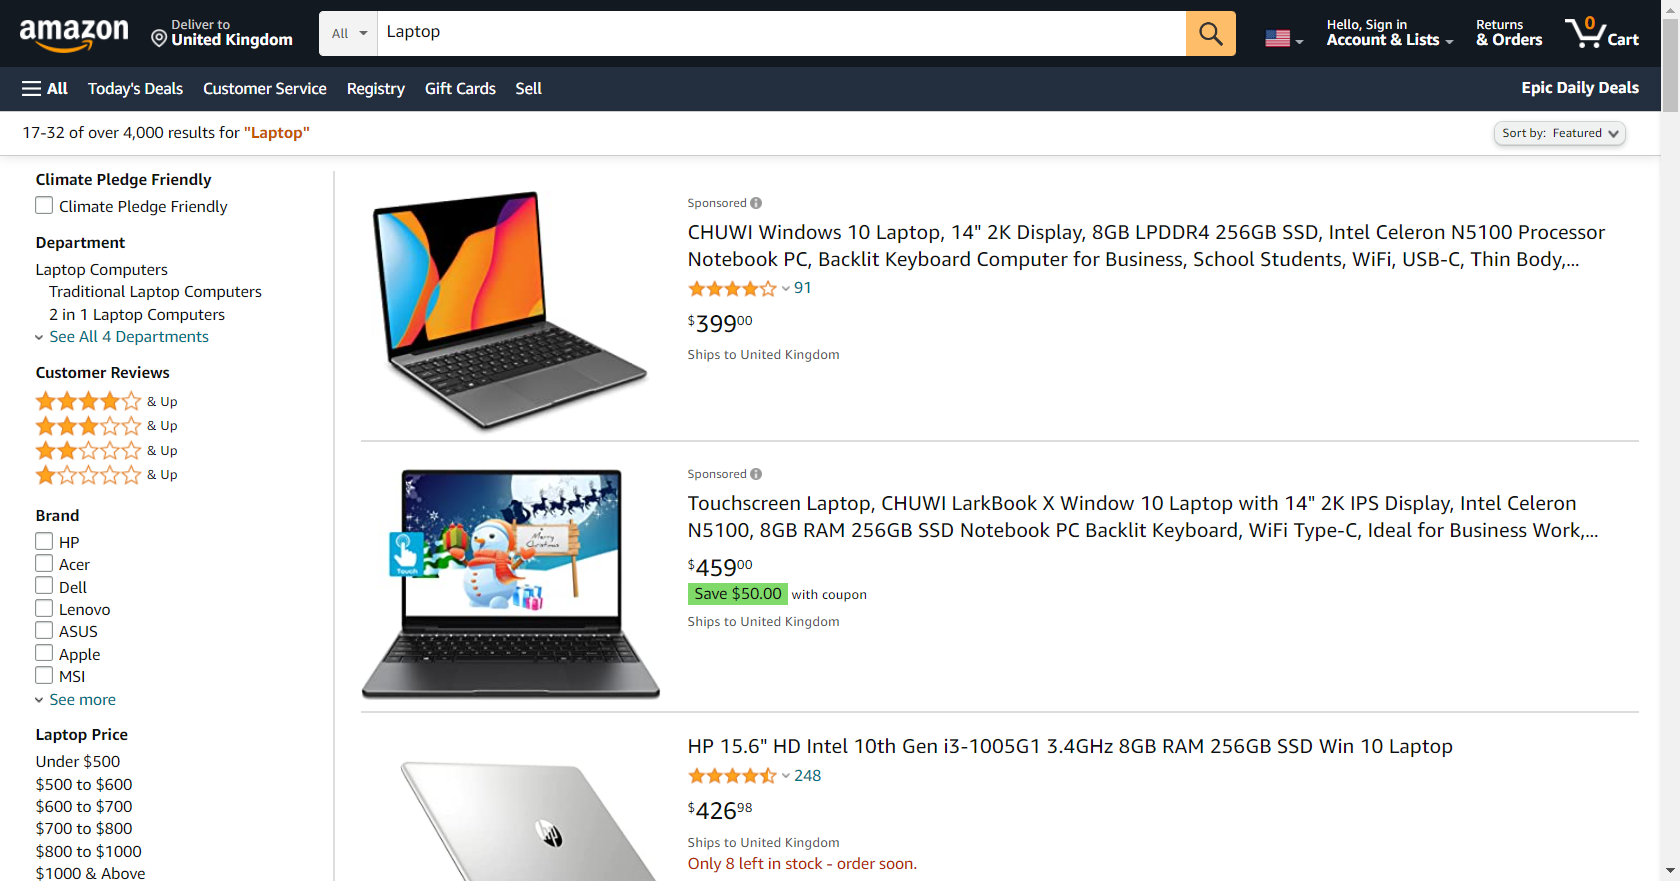 amazon
Deliver to
United Kingdom
All
Laptop
Hello, Sign in
Account & Lists
Returns
& Orders
0
Cart
All
Today's Deals
Customer Service
Registry
Gift Cards
Sell
Epic Daily Deals
17-32 of over 4,000 results for "Laptop"
Sort by: Featured
Climate Pledge Friendly
Climate Pledge Friendly
Department
Laptop Computers
Traditional Laptop Computers
2 in 1 Laptop Computers
See All 4 Departments
Customer Reviews
& Up
& Up
& Up
& Up
Brand
HP
Acer
Dell
Lenovo
ASUS
Apple
MSI
See more
Laptop Price
Under $500
$500 to $600
$600 to $700
$700 to $800
$800 to $1000
$1000 & Above
Sponsored
CHUWI Windows 10 Laptop, 14" 2K Display, 8GB LPDDR4 256GB SSD, Intel Celeron N5100 Processor
Notebook PC, Backlit Keyboard Computer for Business, School Students, WiFi, USB-C, Thin Body,...
91
$39900
Ships to United Kingdom
Touch
Merry
Christmas
Sponsored
Touchscreen Laptop, CHUWI LarkBook X Window 10 Laptop with 14" 2K IPS Display, Intel Celeron
N5100, 8GB RAM 256GB SSD Notebook PC Backlit Keyboard, WiFi Type-C, Ideal for Business Work,...
$45900
Save $50.00 with coupon
Ships to United Kingdom
hp
HP 15.6" HD Intel 10th Gen i3-1005G1 3.4GHz 8GB RAM 256GB SSD Win 10 Laptop
248
$42698
Ships to United Kingdom
Only 8 left in stock - order soon.